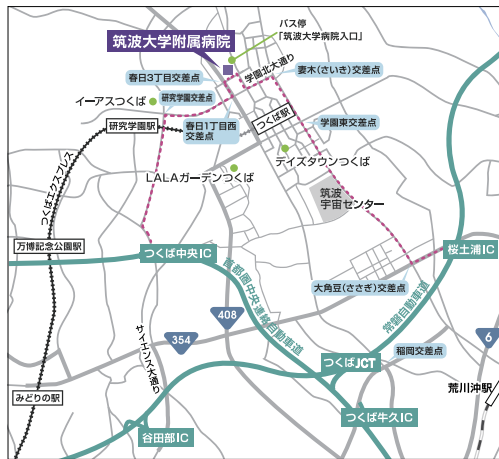 バス停
「筑波大学病院入口」
筑波大学附属病院
学園北大通り
妻木(さいき)交差点
春日3丁目交差点
イーアスつくば
研究学園交差点
研究学園駅
春日1丁目西
交差点
つくば駅
学園東交差点
デイズタウンつくば
LALAガーデンつくば
筑波
宇宙センター
つくばエクスプレス
万博記念公園駅
つくば中央IC
桜土浦IC
大角豆(ささぎ)交差点
首都圏中央連絡自動車道
常磐自動車道
408
354
6
サイエンス大通り
稲岡交差点
つくばJCT
荒川沖駅
みどりの駅
つくば牛久IC
谷田部IC